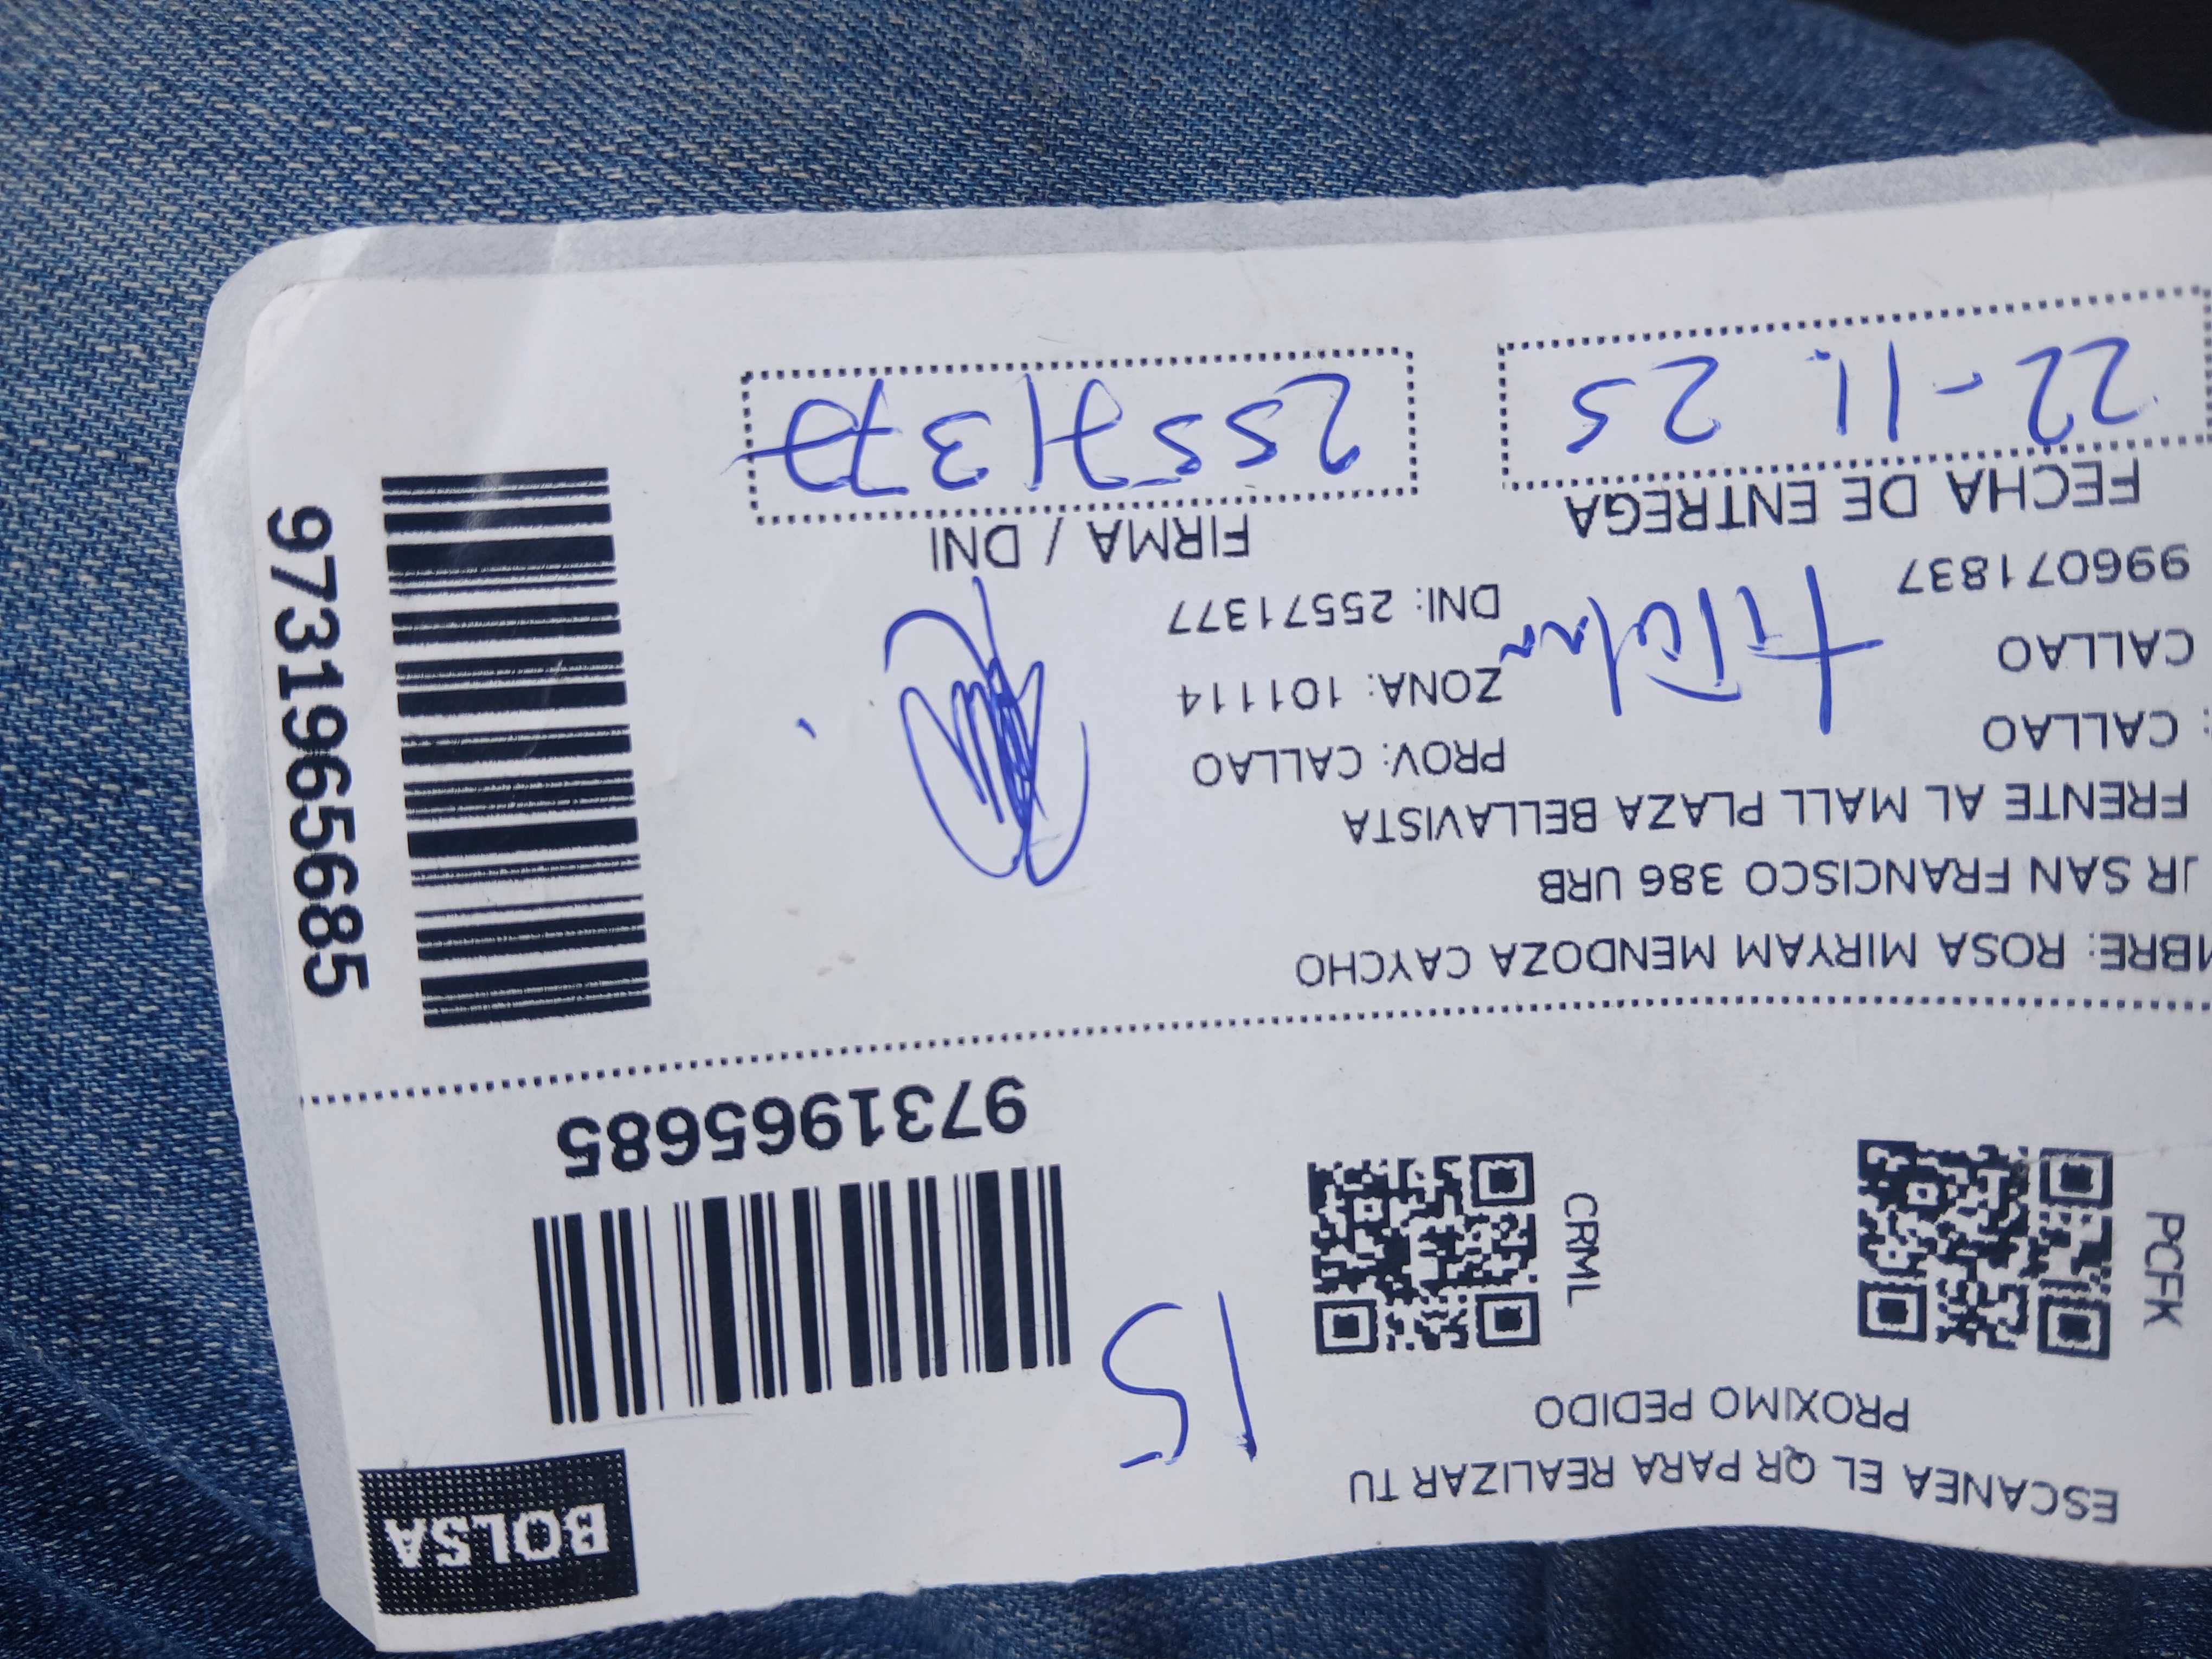 BOLSA
ESCANEA EL QR PARA REALIZAR TU
PROXIMO PEDIDO
15
PCFK
CRML
9731965685
MBRE: ROSA MIRYAM MENDOZA CAYCHO
JR SAN FRANCISCO 386 URB
FRENTE AL MALL PLAZA BELLAVISTA
: CALLAO PROV: CALLAO
CALLAO ZONA: 101114
996071837 DNI: 25571377
titular
FECHA DE ENTREGA FIRMA / DNI
22-11. 25 25571377
9731965685